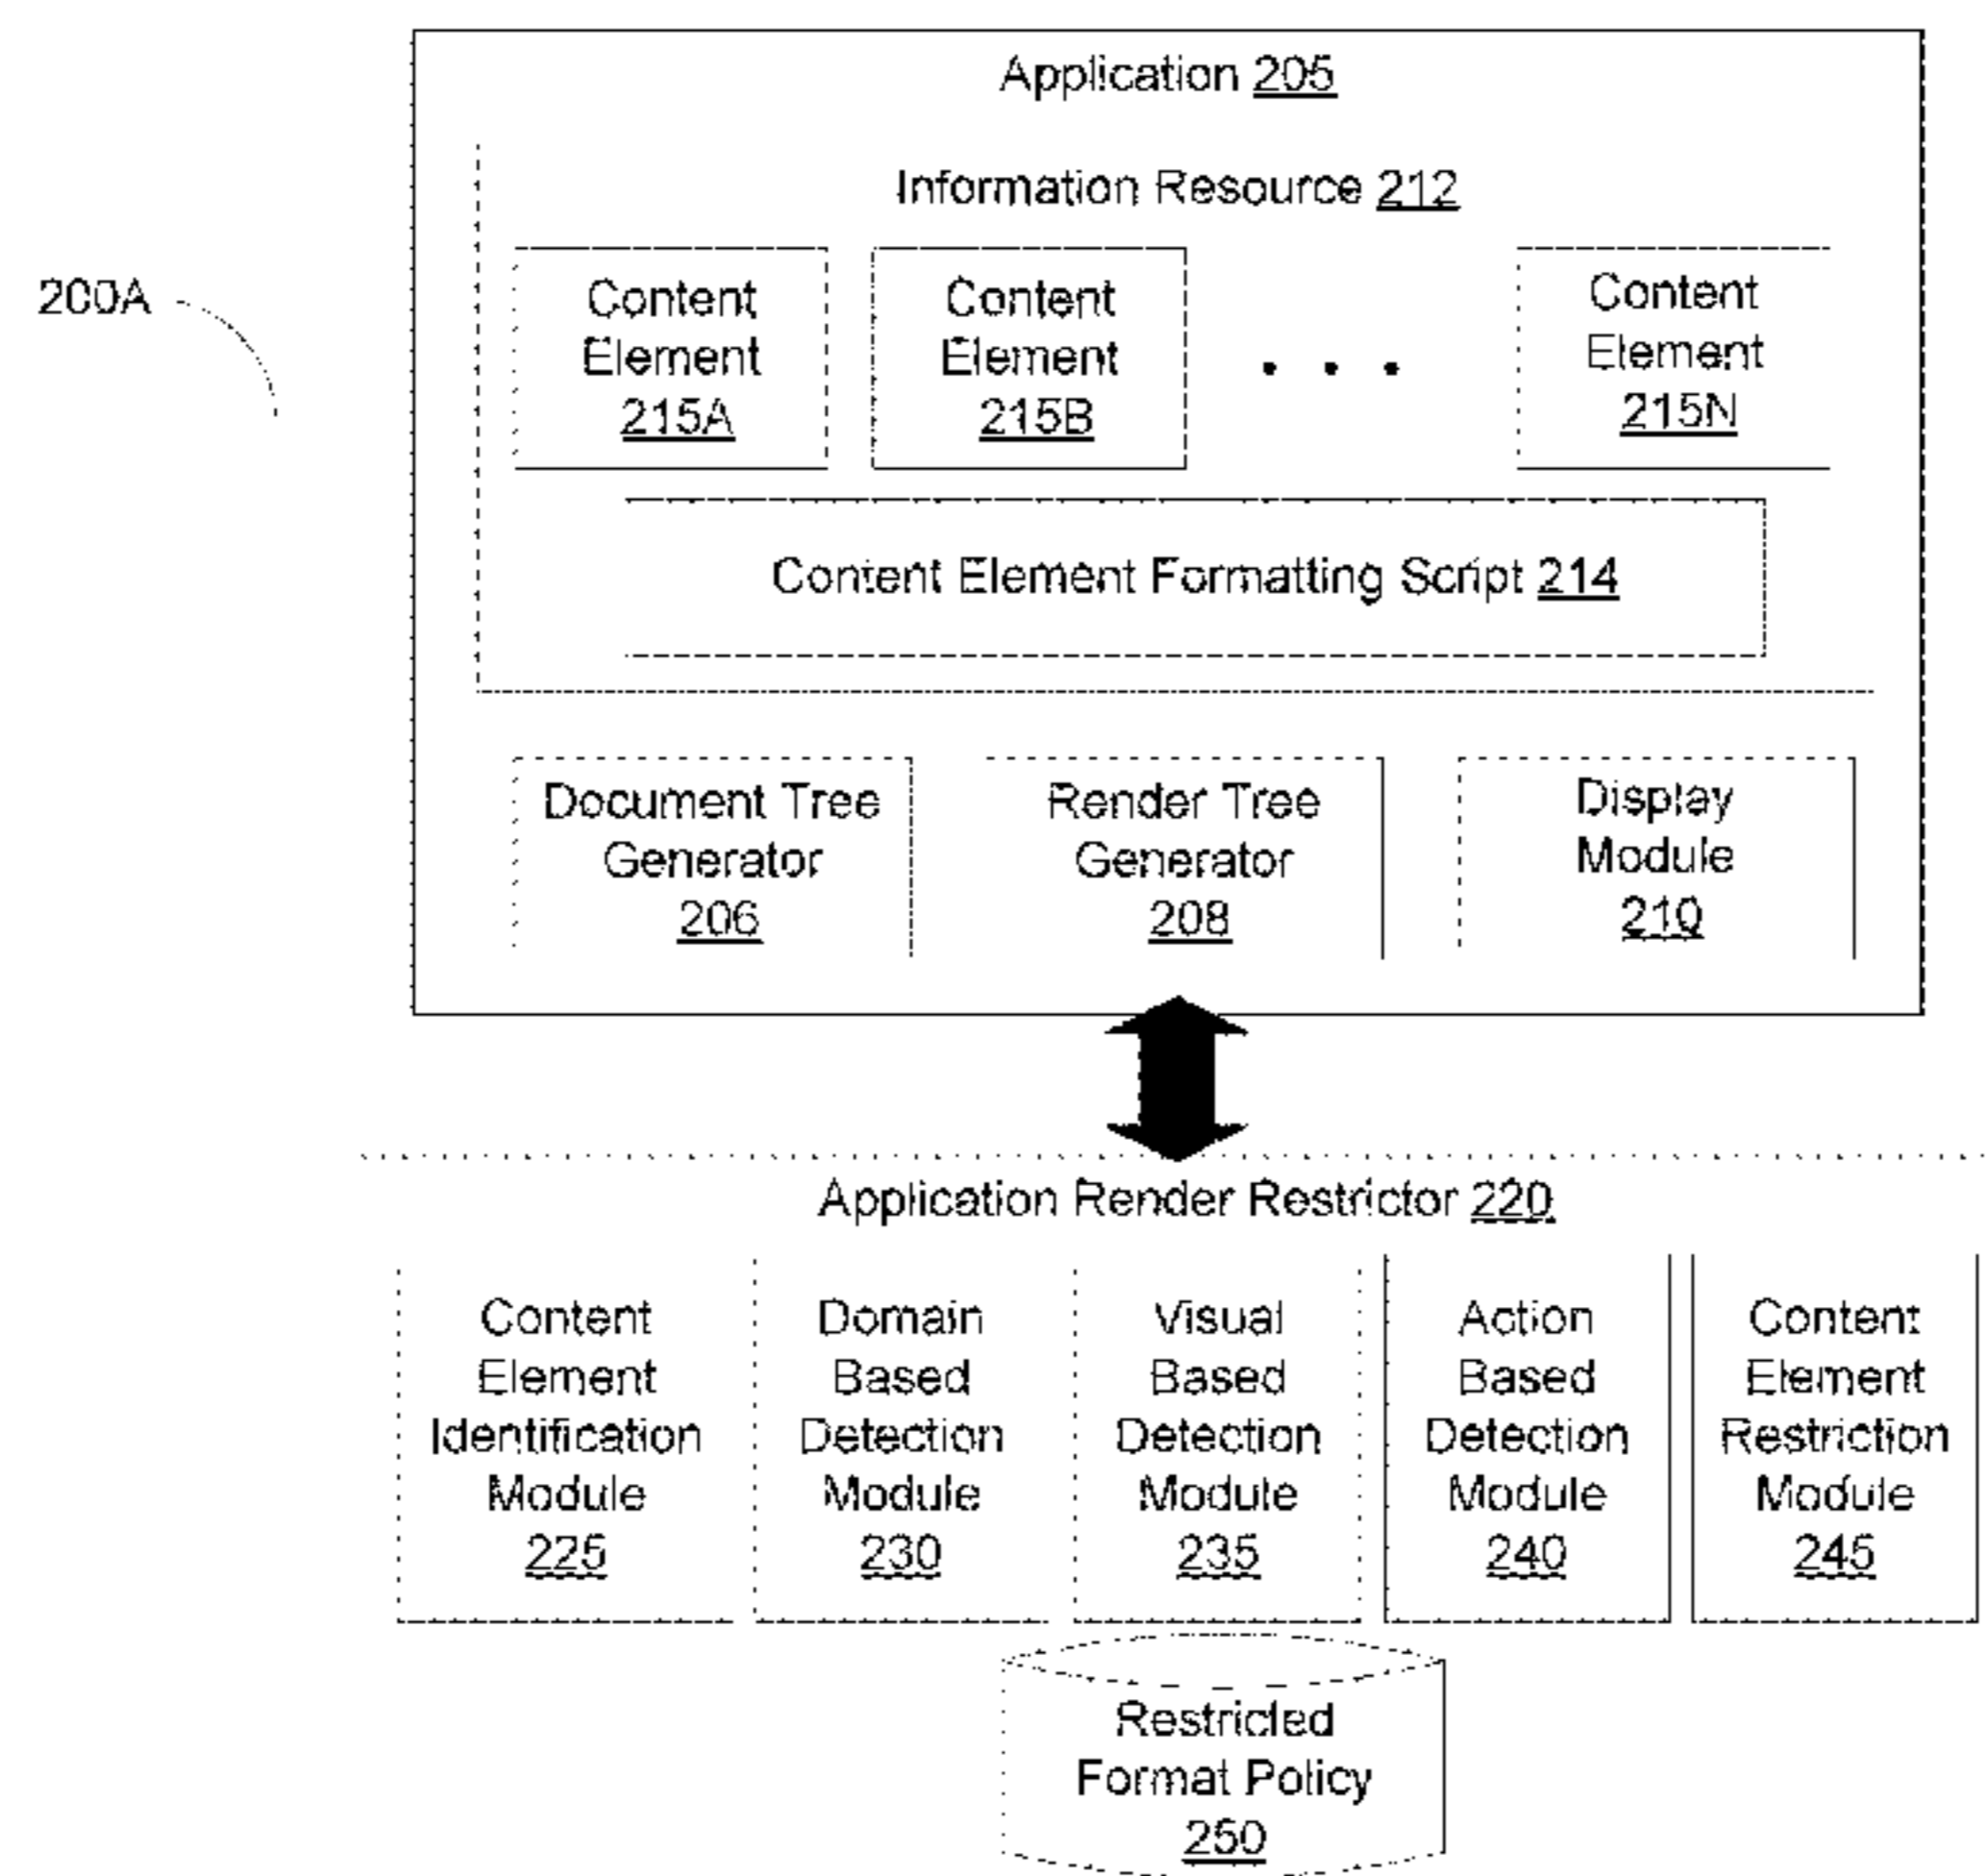 Application 205
Information Resource 212
200A
Content
Element
215A
Content
Element
215B
. . .
Content
Element
215N
Content Element Formatting Script 214
Document Tree
Generator
206
Render Tree
Generator
208
Display
Module
210
Application Render Restrictor 220
Content
Element
Identification
Module
225
Domain
Based
Detection
Module
230
Visual
Based
Detection
Module
235
Action
Based
Detection
Module
240
Content
Element
Restriction
Module
245
Restricted
Format Policy
250